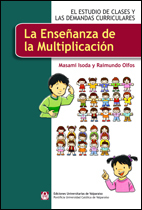 EL ESTUDIO DE CLASES Y
LAS DEMANDAS CURRICULARES
La Enseñanza de
la Multiplicación
Masami Isoda y Raimundo Olfos
Ediciones Universitarias de Valparaíso
Pontificia Universidad Católica de Valparaíso